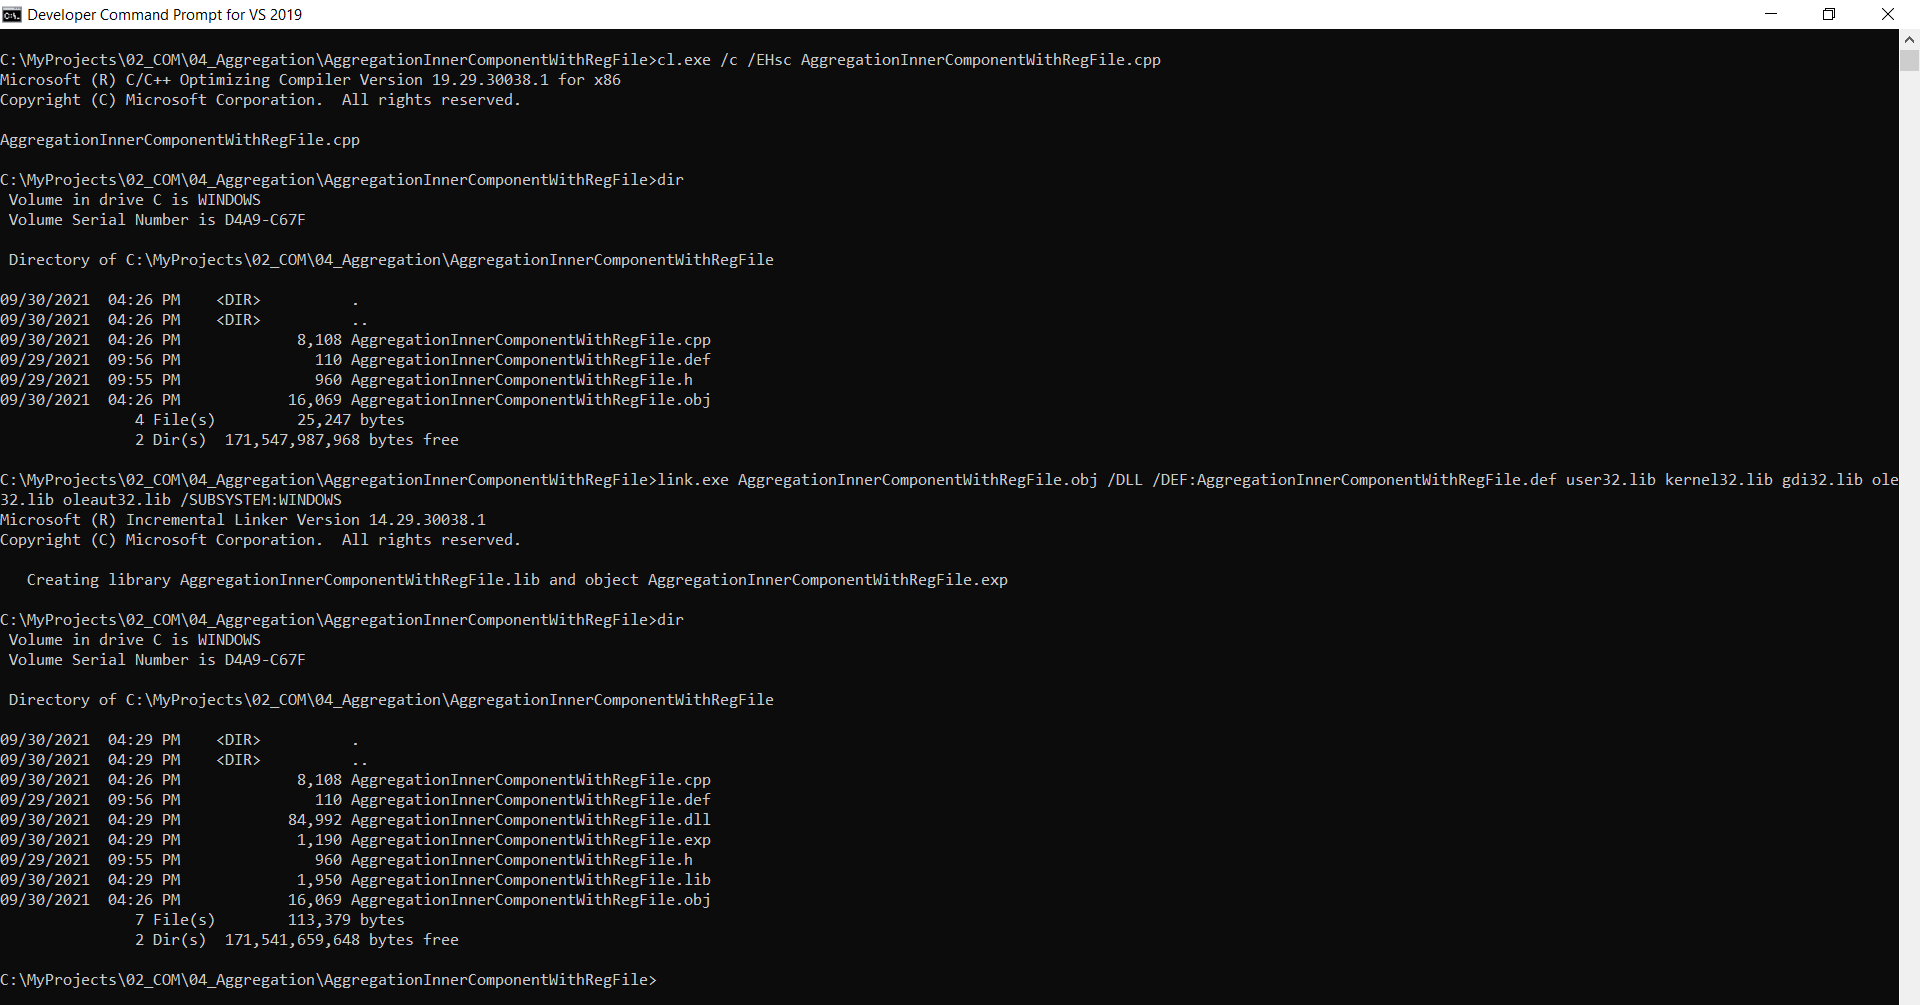 Developer Command Prompt for VS 2019
C:\MyProjects\02_COM\04_Aggregation\AggregationInnerComponentWithRegFile>cl.exe /c /EHsc AggregationInnerComponentWithRegFile.cpp
Microsoft (R) C/C++ Optimizing Compiler Version 19.29.30038.1 for x86
Copyright (C) Microsoft Corporation.  All rights reserved.
AggregationInnerComponentWithRegFile.cpp
C:\MyProjects\02_COM\04_Aggregation\AggregationInnerComponentWithRegFile>dir
 Volume in drive C is WINDOWS
 Volume Serial Number is D4A9-C67F
 Directory of C:\MyProjects\02_COM\04_Aggregation\AggregationInnerComponentWithRegFile
09/30/2021  04:26 PM    <DIR>          .
09/30/2021  04:26 PM    <DIR>          ..
09/30/2021  04:26 PM             8,108 AggregationInnerComponentWithRegFile.cpp
09/29/2021  09:56 PM               110 AggregationInnerComponentWithRegFile.def
09/29/2021  09:55 PM               960 AggregationInnerComponentWithRegFile.h
09/30/2021  04:26 PM            16,069 AggregationInnerComponentWithRegFile.obj
               4 File(s)         25,247 bytes
               2 Dir(s)  171,547,987,968 bytes free
C:\MyProjects\02_COM\04_Aggregation\AggregationInnerComponentWithRegFile>link.exe AggregationInnerComponentWithRegFile.obj /DLL /DEF:AggregationInnerComponentWithRegFile.def user32.lib kernel32.lib gdi32.lib ole
32.lib oleaut32.lib /SUBSYSTEM:WINDOWS
Microsoft (R) Incremental Linker Version 14.29.30038.1
Copyright (C) Microsoft Corporation.  All rights reserved.
   Creating library AggregationInnerComponentWithRegFile.lib and object AggregationInnerComponentWithRegFile.exp
C:\MyProjects\02_COM\04_Aggregation\AggregationInnerComponentWithRegFile>dir
 Volume in drive C is WINDOWS
 Volume Serial Number is D4A9-C67F
 Directory of C:\MyProjects\02_COM\04_Aggregation\AggregationInnerComponentWithRegFile
09/30/2021  04:29 PM    <DIR>          .
09/30/2021  04:29 PM    <DIR>          ..
09/30/2021  04:26 PM             8,108 AggregationInnerComponentWithRegFile.cpp
09/29/2021  09:56 PM               110 AggregationInnerComponentWithRegFile.def
09/30/2021  04:29 PM            84,992 AggregationInnerComponentWithRegFile.dll
09/30/2021  04:29 PM             1,190 AggregationInnerComponentWithRegFile.exp
09/29/2021  09:55 PM               960 AggregationInnerComponentWithRegFile.h
09/30/2021  04:29 PM             1,950 AggregationInnerComponentWithRegFile.lib
09/30/2021  04:26 PM            16,069 AggregationInnerComponentWithRegFile.obj
               7 File(s)        113,379 bytes
               2 Dir(s)  171,541,659,648 bytes free
C:\MyProjects\02_COM\04_Aggregation\AggregationInnerComponentWithRegFile>